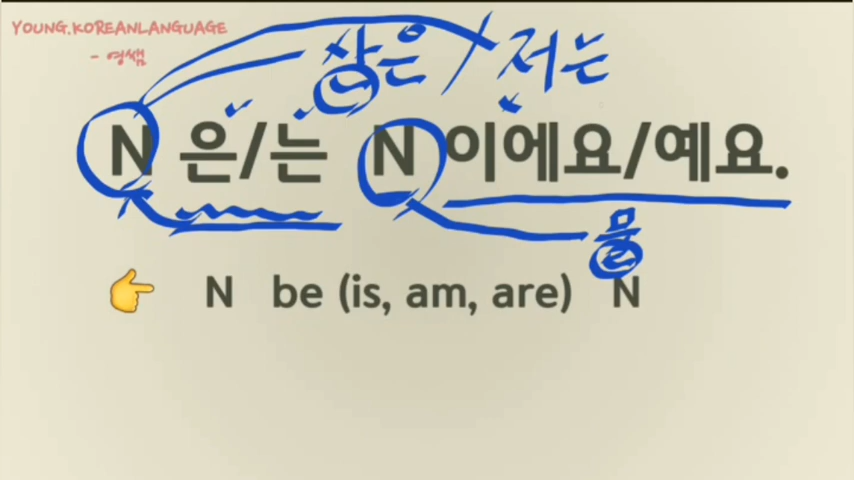 YOUNG.KOREANLANGUAGE
- 영쌤
은 / 저는
N 은/는 N 이에요/예요.
물
👉 N be (is, am, are) N